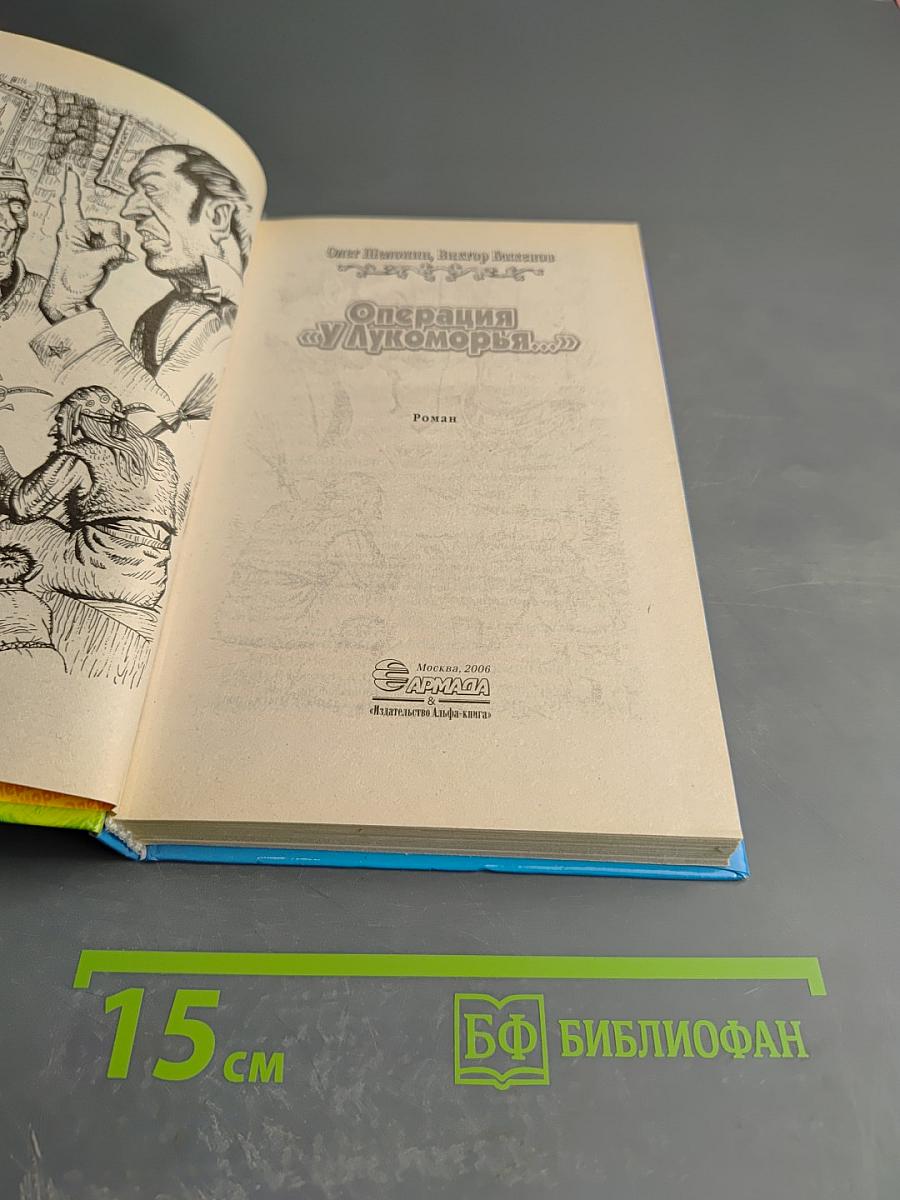 Олег Шелонин, Виктор Баженов
Операция
«У Лукоморья...»
Роман
Москва, 2006
АРМАДА
&
«Издательство Альфа-книга»
15 см
БФ БИБЛИОФАН